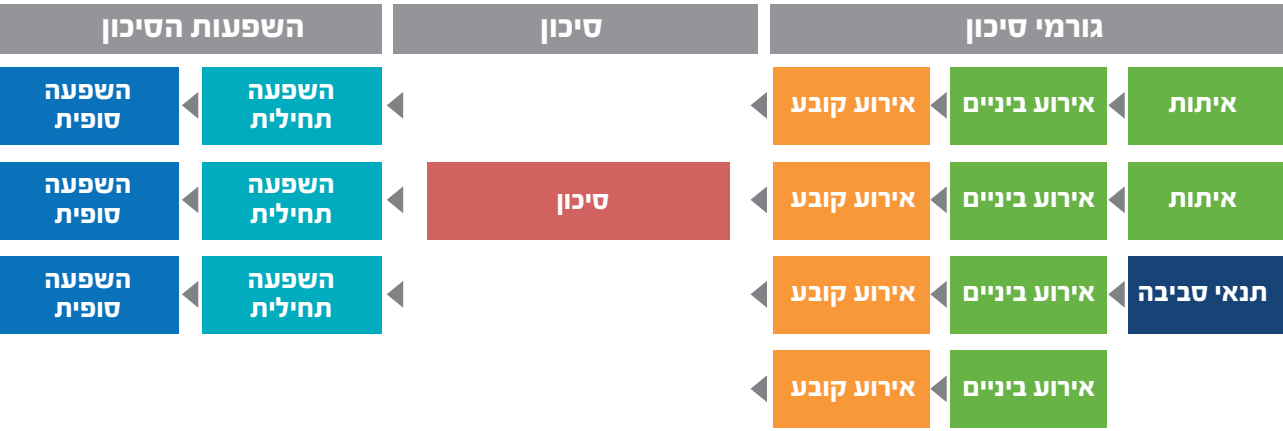 גורמי סיכון
סיכון
השפעות הסיכון
איתות
אירוע ביניים
אירוע קובע
השפעה
תחילית
השפעה
סופית
איתות
אירוע ביניים
אירוע קובע
סיכון
השפעה
תחילית
השפעה
סופית
תנאי סביבה
אירוע ביניים
אירוע קובע
השפעה
תחילית
השפעה
סופית
אירוע ביניים
אירוע קובע